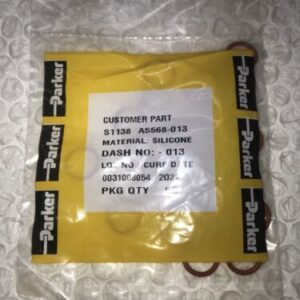 Parker
Parker
Parker
Parker
Parker
Parker
CUSTOMER PART
S1138 AS568-013
MATERIAL: SILICONE
DASH NO: - 013
LOT NO / CURE DATE
0031008054
PKG QTY